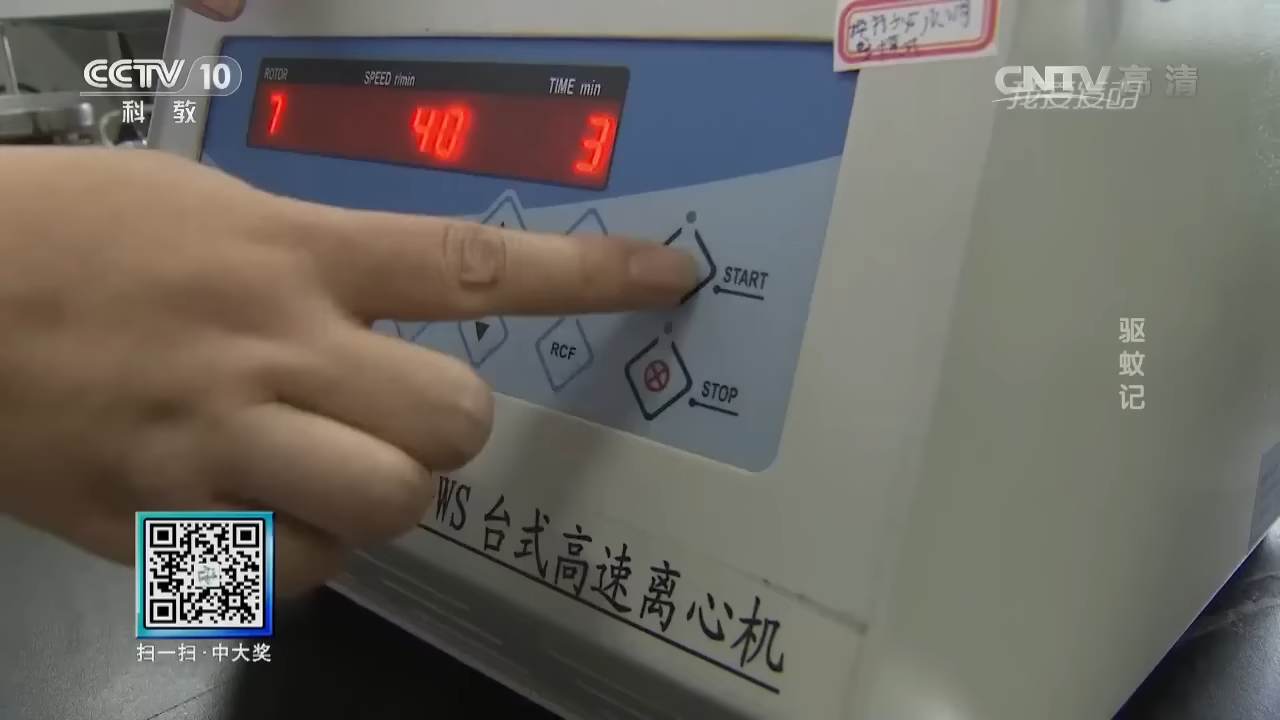 CCTV 10
科 教
CNTV 高清
我爱发明
ROTOR
SPEED r/min
TIME min
1
40
3
START
RCF
STOP
驱蚊记
WS 台式高速离心机
扫一扫·中大奖